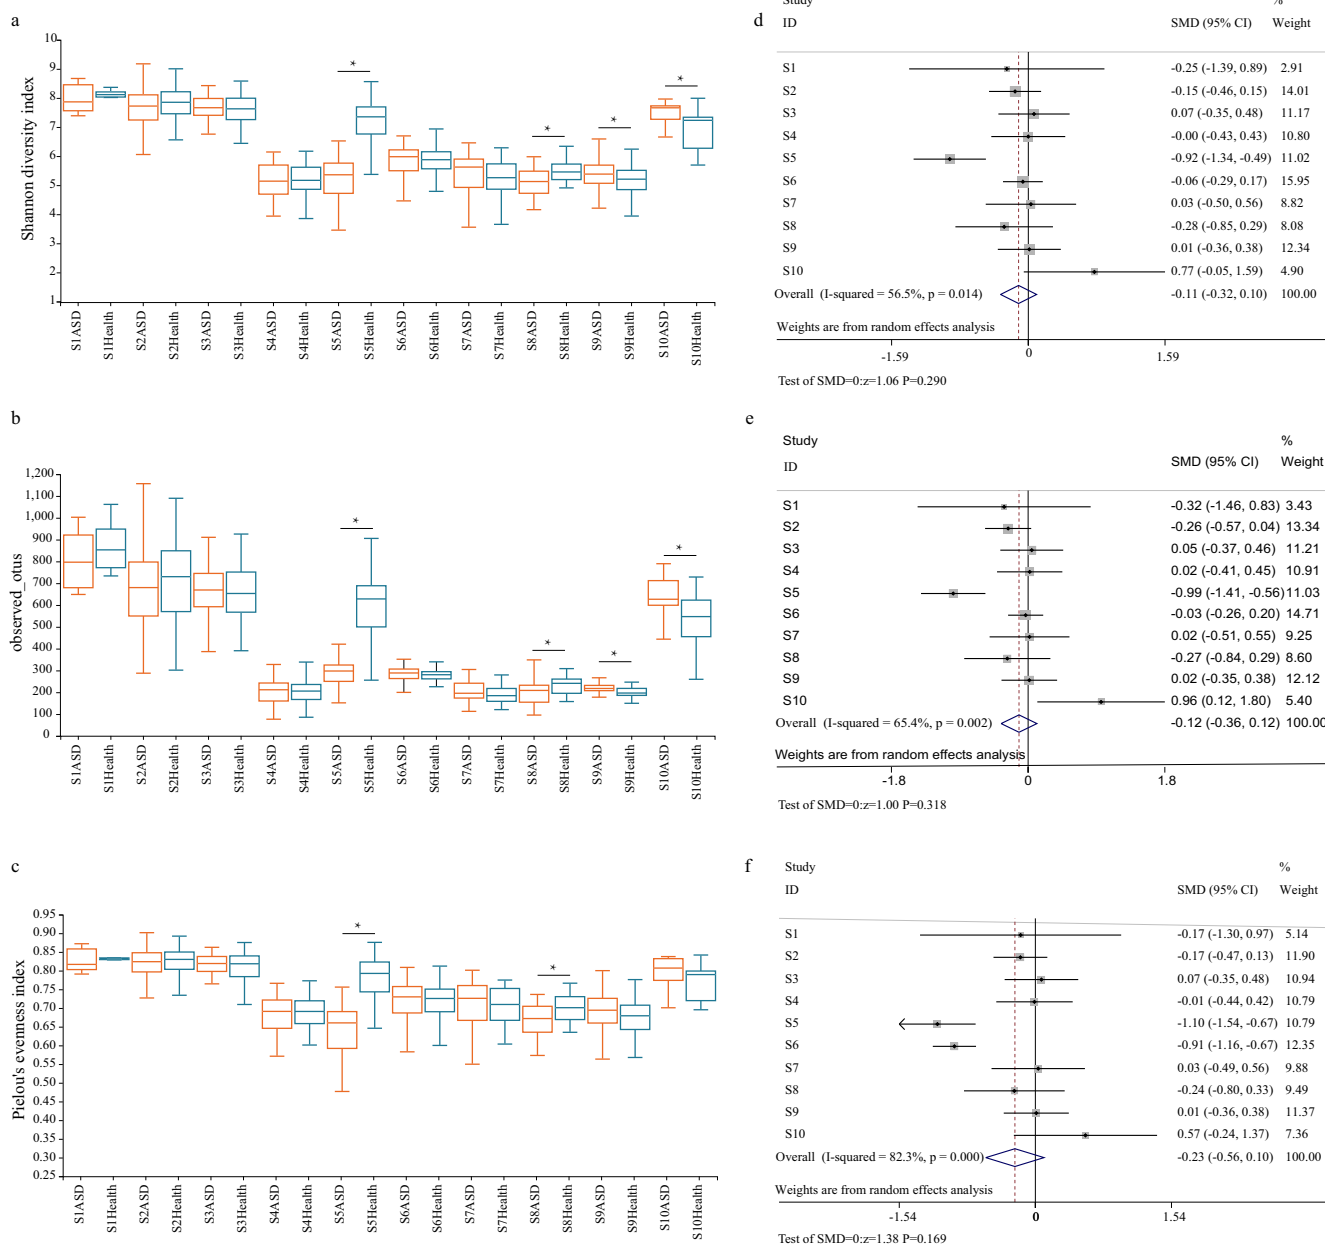 a
Shannon diversity index
10
9
8
7
6
5
4
3
2
1
S1ASD
S1Health
S2ASD
S2Health
S3ASD
S3Health
S4ASD
S4Health
S5ASD
S5Health
S6ASD
S6Health
S7ASD
S7Health
S8ASD
S8Health
S9ASD
S9Health
S10ASD
S10Health
*
*
*
*
d
Study %
ID SMD (95% CI) Weight
S1 -0.25 (-1.39, 0.89) 2.91
S2 -0.15 (-0.46, 0.15) 14.01
S3 0.07 (-0.35, 0.48) 11.17
S4 -0.00 (-0.43, 0.43) 10.80
S5 -0.92 (-1.34, -0.49) 11.02
S6 -0.06 (-0.29, 0.17) 15.95
S7 0.03 (-0.50, 0.56) 8.82
S8 -0.28 (-0.85, 0.29) 8.08
S9 0.01 (-0.36, 0.38) 12.34
S10 0.77 (-0.05, 1.59) 4.90
Overall (I-squared = 56.5%, p = 0.014) -0.11 (-0.32, 0.10) 100.00
Weights are from random effects analysis
-1.59 0 1.59
Test of SMD=0:z=1.06 P=0.290
b
observed_otus
1,200
1,100
1,000
900
800
700
600
500
400
300
200
100
0
S1ASD
S1Health
S2ASD
S2Health
S3ASD
S3Health
S4ASD
S4Health
S5ASD
S5Health
S6ASD
S6Health
S7ASD
S7Health
S8ASD
S8Health
S9ASD
S9Health
S10ASD
S10Health
*
*
*
*
e
Study %
ID SMD (95% CI) Weight
S1 -0.32 (-1.46, 0.83) 3.43
S2 -0.26 (-0.57, 0.04) 13.34
S3 0.05 (-0.37, 0.46) 11.21
S4 0.02 (-0.41, 0.45) 10.91
S5 -0.99 (-1.41, -0.56) 11.03
S6 -0.03 (-0.26, 0.20) 14.71
S7 0.02 (-0.51, 0.55) 9.25
S8 -0.27 (-0.84, 0.29) 8.60
S9 0.02 (-0.35, 0.38) 12.12
S10 0.96 (0.12, 1.80) 5.40
Overall (I-squared = 65.4%, p = 0.002) -0.12 (-0.36, 0.12) 100.00
Weights are from random effects analysis
-1.8 0 1.8
Test of SMD=0:z=1.00 P=0.318
c
Pielou's evenness index
0.95
0.90
0.85
0.80
0.75
0.70
0.65
0.60
0.55
0.50
0.45
0.40
0.35
0.30
0.25
S1ASD
S1Health
S2ASD
S2Health
S3ASD
S3Health
S4ASD
S4Health
S5ASD
S5Health
S6ASD
S6Health
S7ASD
S7Health
S8ASD
S8Health
S9ASD
S9Health
S10ASD
S10Health
*
*
f
Study %
ID SMD (95% CI) Weight
S1 -0.17 (-1.30, 0.97) 5.14
S2 -0.17 (-0.47, 0.13) 11.90
S3 0.07 (-0.35, 0.48) 10.94
S4 -0.01 (-0.44, 0.42) 10.79
S5 -1.10 (-1.54, -0.67) 10.79
S6 -0.91 (-1.16, -0.67) 12.35
S7 0.03 (-0.49, 0.56) 9.88
S8 -0.24 (-0.80, 0.33) 9.49
S9 0.01 (-0.36, 0.38) 11.37
S10 0.57 (-0.24, 1.37) 7.36
Overall (I-squared = 82.3%, p = 0.000) -0.23 (-0.56, 0.10) 100.00
Weights are from random effects analysis
-1.54 0 1.54
Test of SMD=0:z=1.38 P=0.169